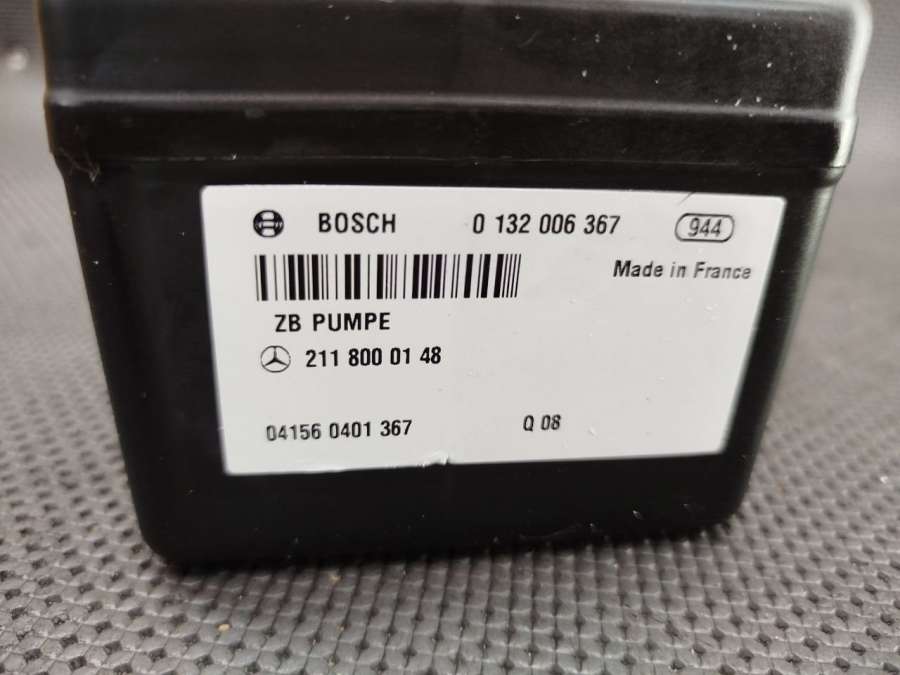 BOSCH 0 132 006 367 944
Made in France
ZB PUMPE
211 800 01 48
04156 0401 367 Q 08